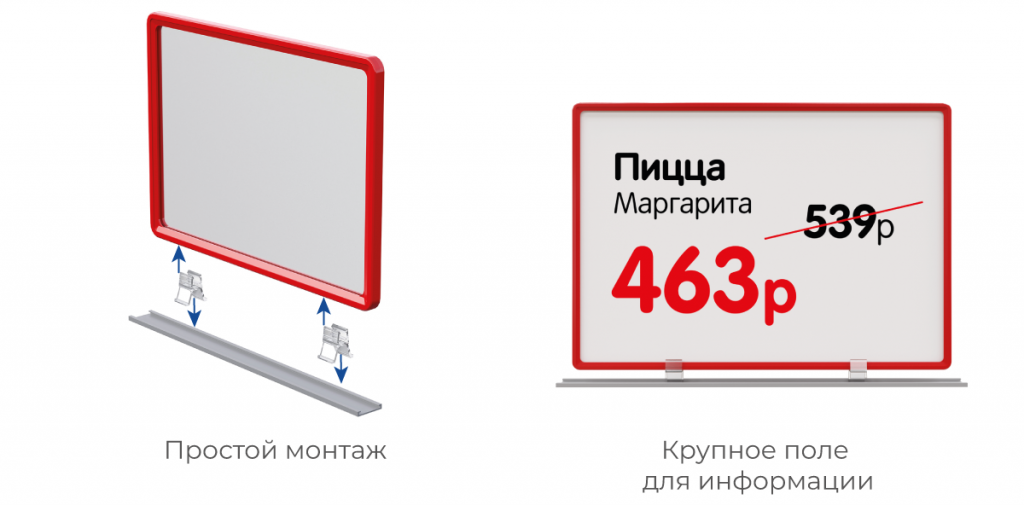 Пицца
Маргарита
539р
463р
Простой монтаж
Крупное поле
для информации